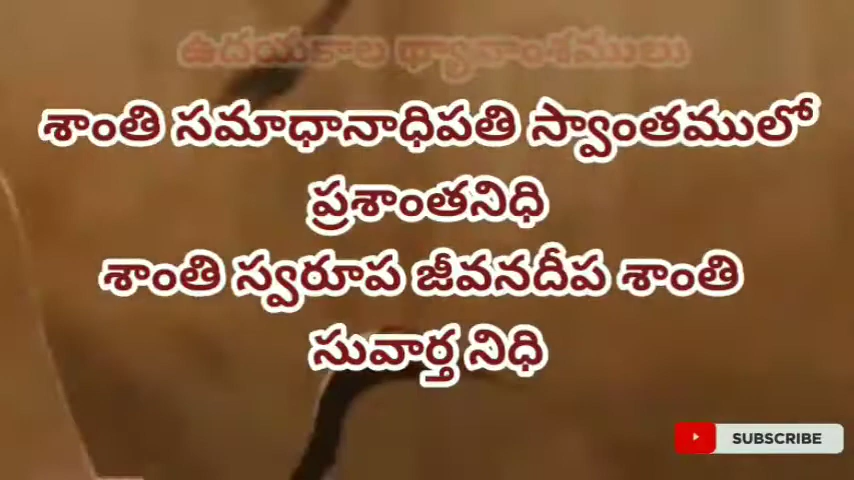 ఉదయకాల ధ్యానాంశములు
శాంతి సమాధానాధిపతి స్వాంతములో
ప్రశాంతనిధి
శాంతి స్వరూప జీవనదీప శాంతి
సువార్త నిధి
SUBSCRIBE